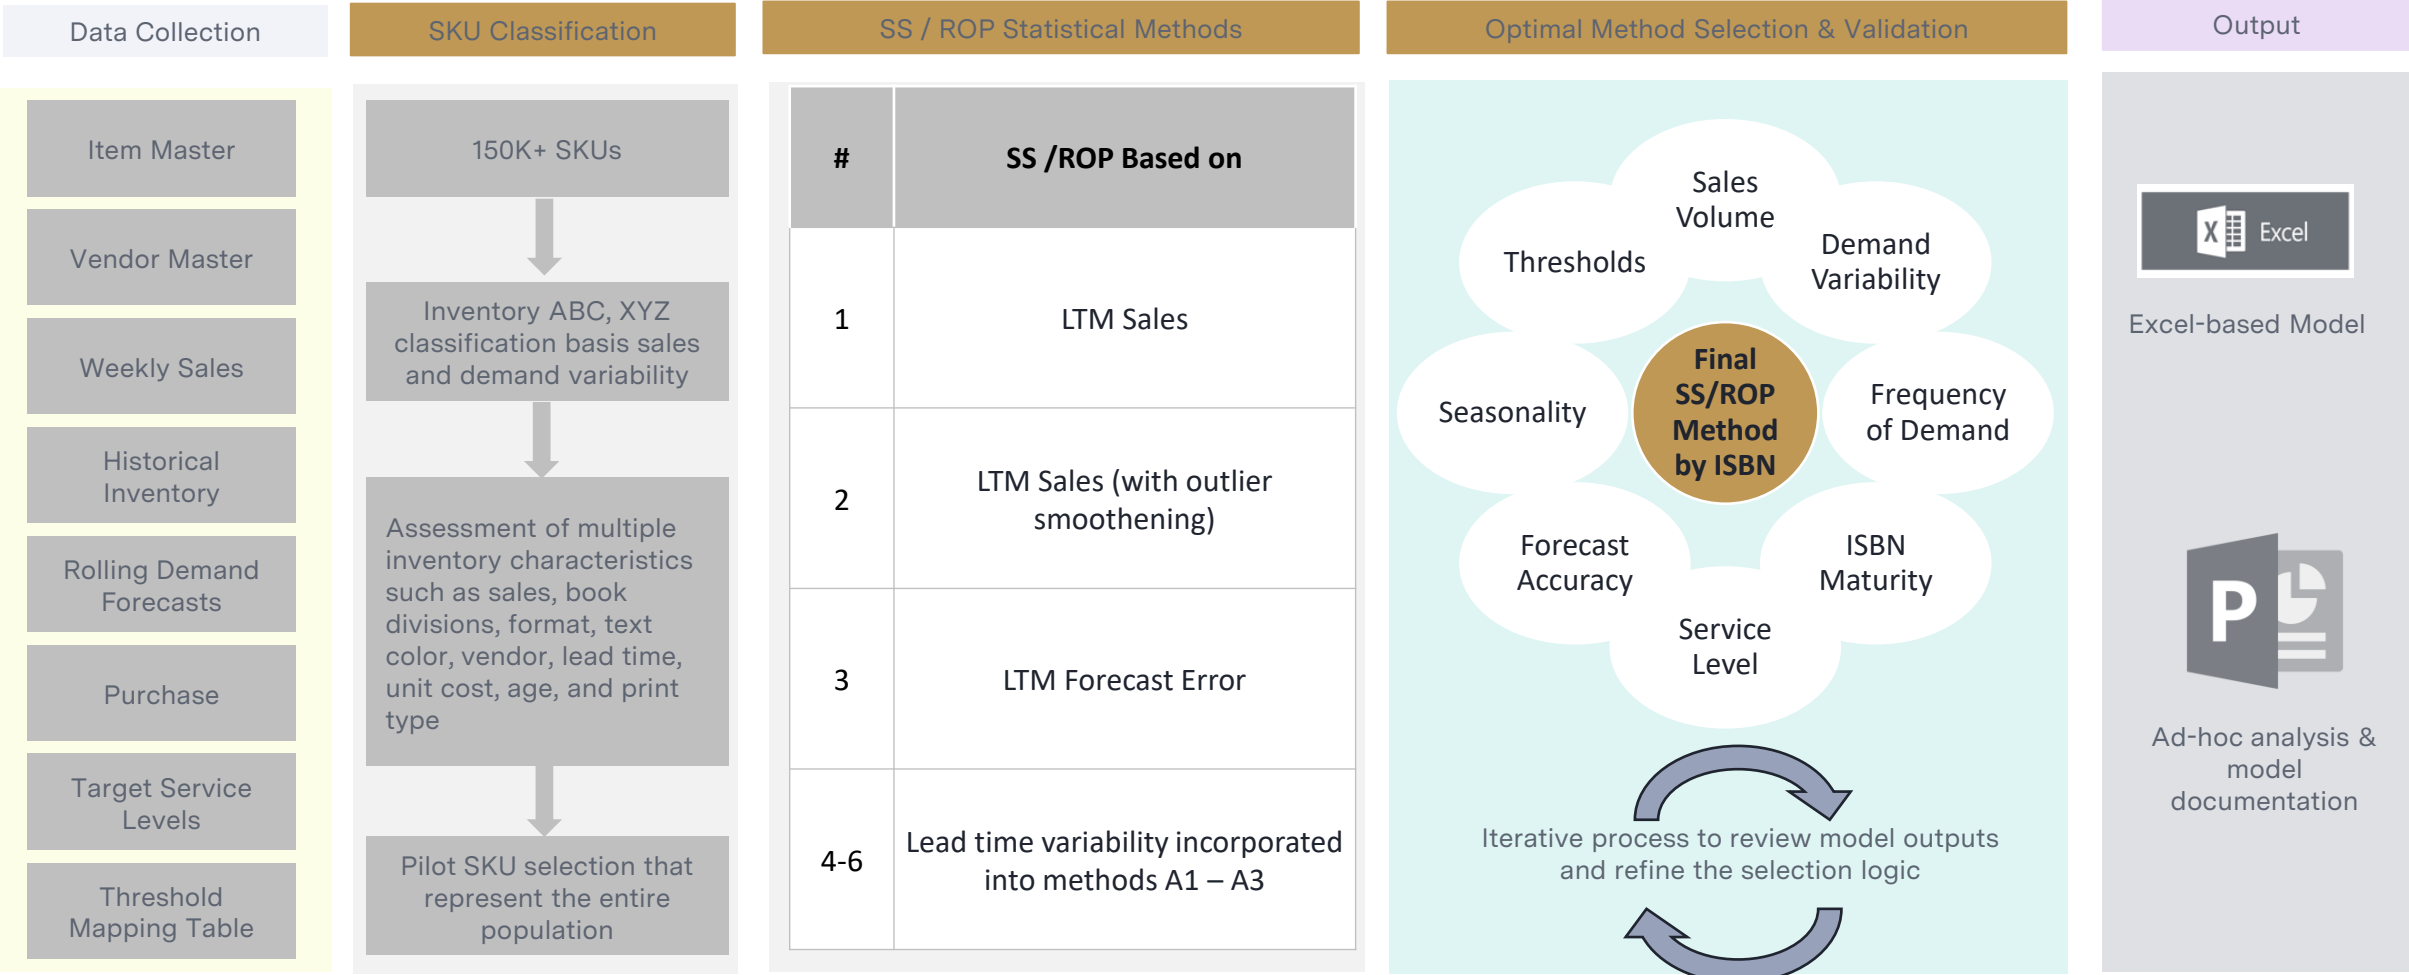 Data Collection
SKU Classification
SS / ROP Statistical Methods
Optimal Method Selection & Validation
Output
Item Master
Vendor Master
Weekly Sales
Historical
Inventory
Rolling Demand
Forecasts
Purchase
Target Service
Levels
Threshold
Mapping Table
150K+ SKUs
Inventory ABC, XYZ
classification basis sales
and demand variability
Assessment of multiple
inventory characteristics
such as sales, book
divisions, format, text
color, vendor, lead time,
unit cost, age, and print
type
Pilot SKU selection that
represent the entire
population
# SS /ROP Based on
1 LTM Sales
2 LTM Sales (with outlier
smoothening)
3 LTM Forecast Error
4-6 Lead time variability incorporated
into methods A1 – A3
Sales
Volume
Demand
Variability
Frequency
of Demand
ISBN
Maturity
Service
Level
Forecast
Accuracy
Seasonality
Thresholds
Final
SS/ROP
Method
by ISBN
Iterative process to review model outputs
and refine the selection logic
X Excel
Excel-based Model
P
Ad-hoc analysis &
model
documentation